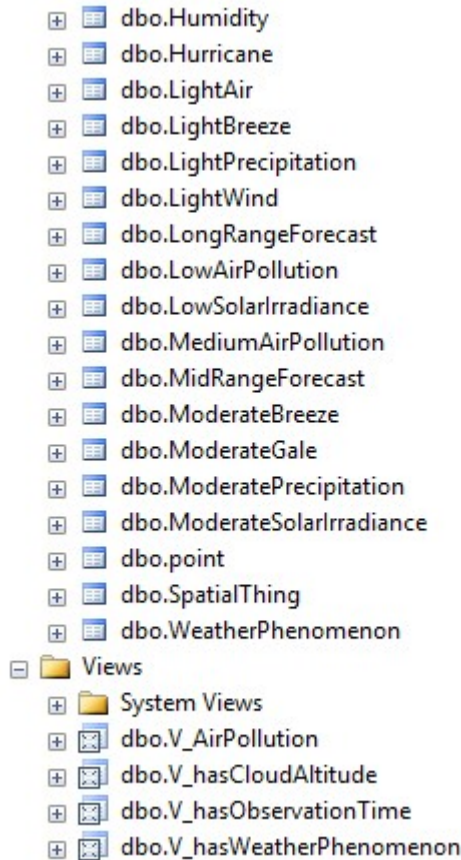 dbo.Humidity
dbo.Hurricane
dbo.LightAir
dbo.LightBreeze
dbo.LightPrecipitation
dbo.LightWind
dbo.LongRangeForecast
dbo.LowAirPollution
dbo.LowSolarIrradiance
dbo.MediumAirPollution
dbo.MidRangeForecast
dbo.ModerateBreeze
dbo.ModerateGale
dbo.ModeratePrecipitation
dbo.ModerateSolarIrradiance
dbo.point
dbo.SpatialThing
dbo.WeatherPhenomenon
Views
System Views
dbo.V_AirPollution
dbo.V_hasCloudAltitude
dbo.V_hasObservationTime
dbo.V_hasWeatherPhenomenon